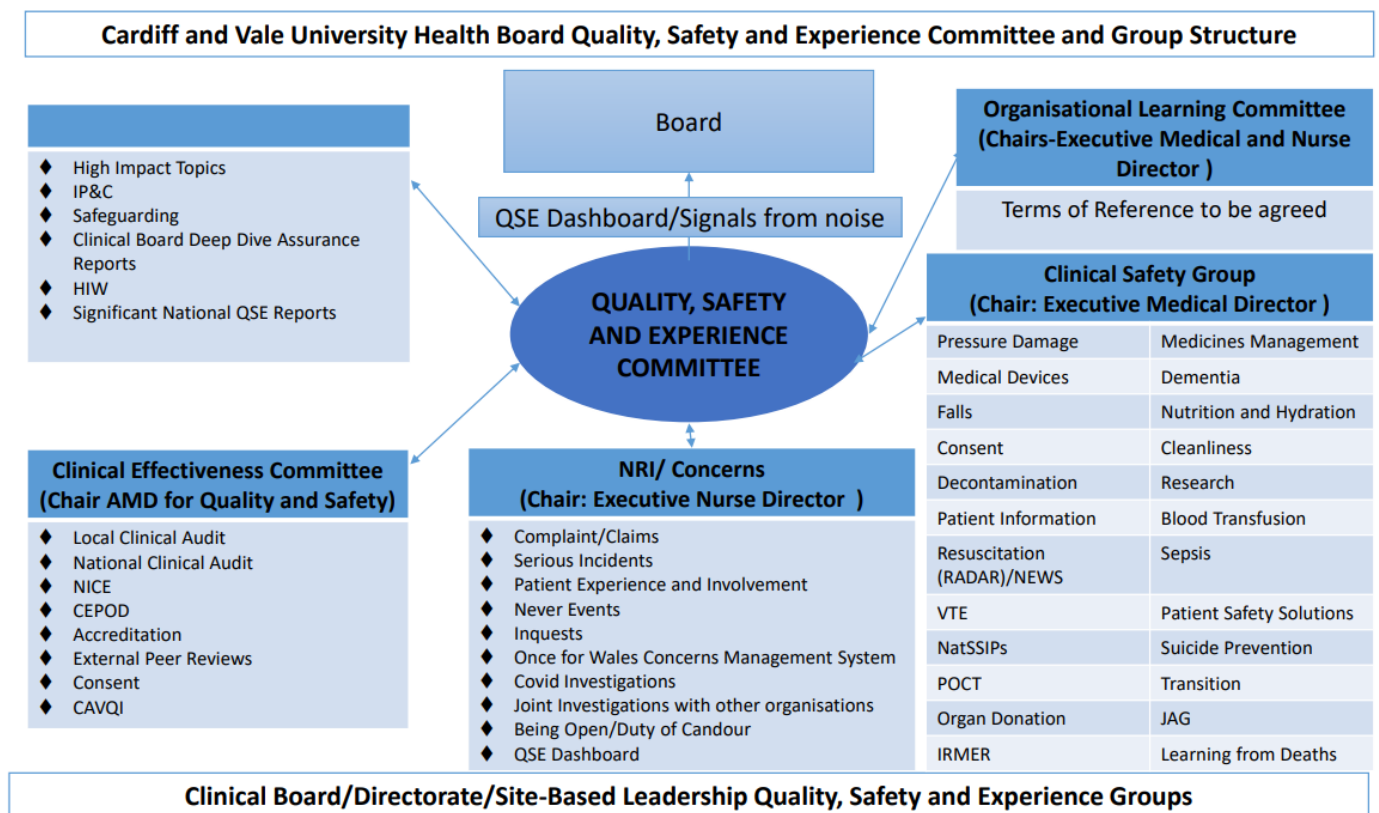 Cardiff and Vale University Health Board Quality, Safety and Experience Committee and Group Structure
Board
QSE Dashboard/Signals from noise
QUALITY, SAFETY
AND EXPERIENCE
COMMITTEE
♦ High Impact Topics
♦ IP&C
♦ Safeguarding
♦ Clinical Board Deep Dive Assurance
Reports
♦ HIW
♦ Significant National QSE Reports
Organisational Learning Committee
(Chairs-Executive Medical and Nurse
Director )
Terms of Reference to be agreed
Clinical Effectiveness Committee
(Chair AMD for Quality and Safety)
♦ Local Clinical Audit
♦ National Clinical Audit
♦ NICE
♦ CEPOD
♦ Accreditation
♦ External Peer Reviews
♦ Consent
♦ CAVQI
NRI/ Concerns
(Chair: Executive Nurse Director )
♦ Complaint/Claims
♦ Serious Incidents
♦ Patient Experience and Involvement
♦ Never Events
♦ Inquests
♦ Once for Wales Concerns Management System
♦ Covid Investigations
♦ Joint Investigations with other organisations
♦ Being Open/Duty of Candour
♦ QSE Dashboard
Clinical Safety Group
(Chair: Executive Medical Director )
Pressure Damage Medicines Management
Medical Devices Dementia
Falls Nutrition and Hydration
Consent Cleanliness
Decontamination Research
Patient Information Blood Transfusion
Resuscitation Sepsis
(RADAR)/NEWS
VTE Patient Safety Solutions
NatSSIPs Suicide Prevention
POCT Transition
Organ Donation JAG
IRMER Learning from Deaths
Clinical Board/Directorate/Site-Based Leadership Quality, Safety and Experience Groups